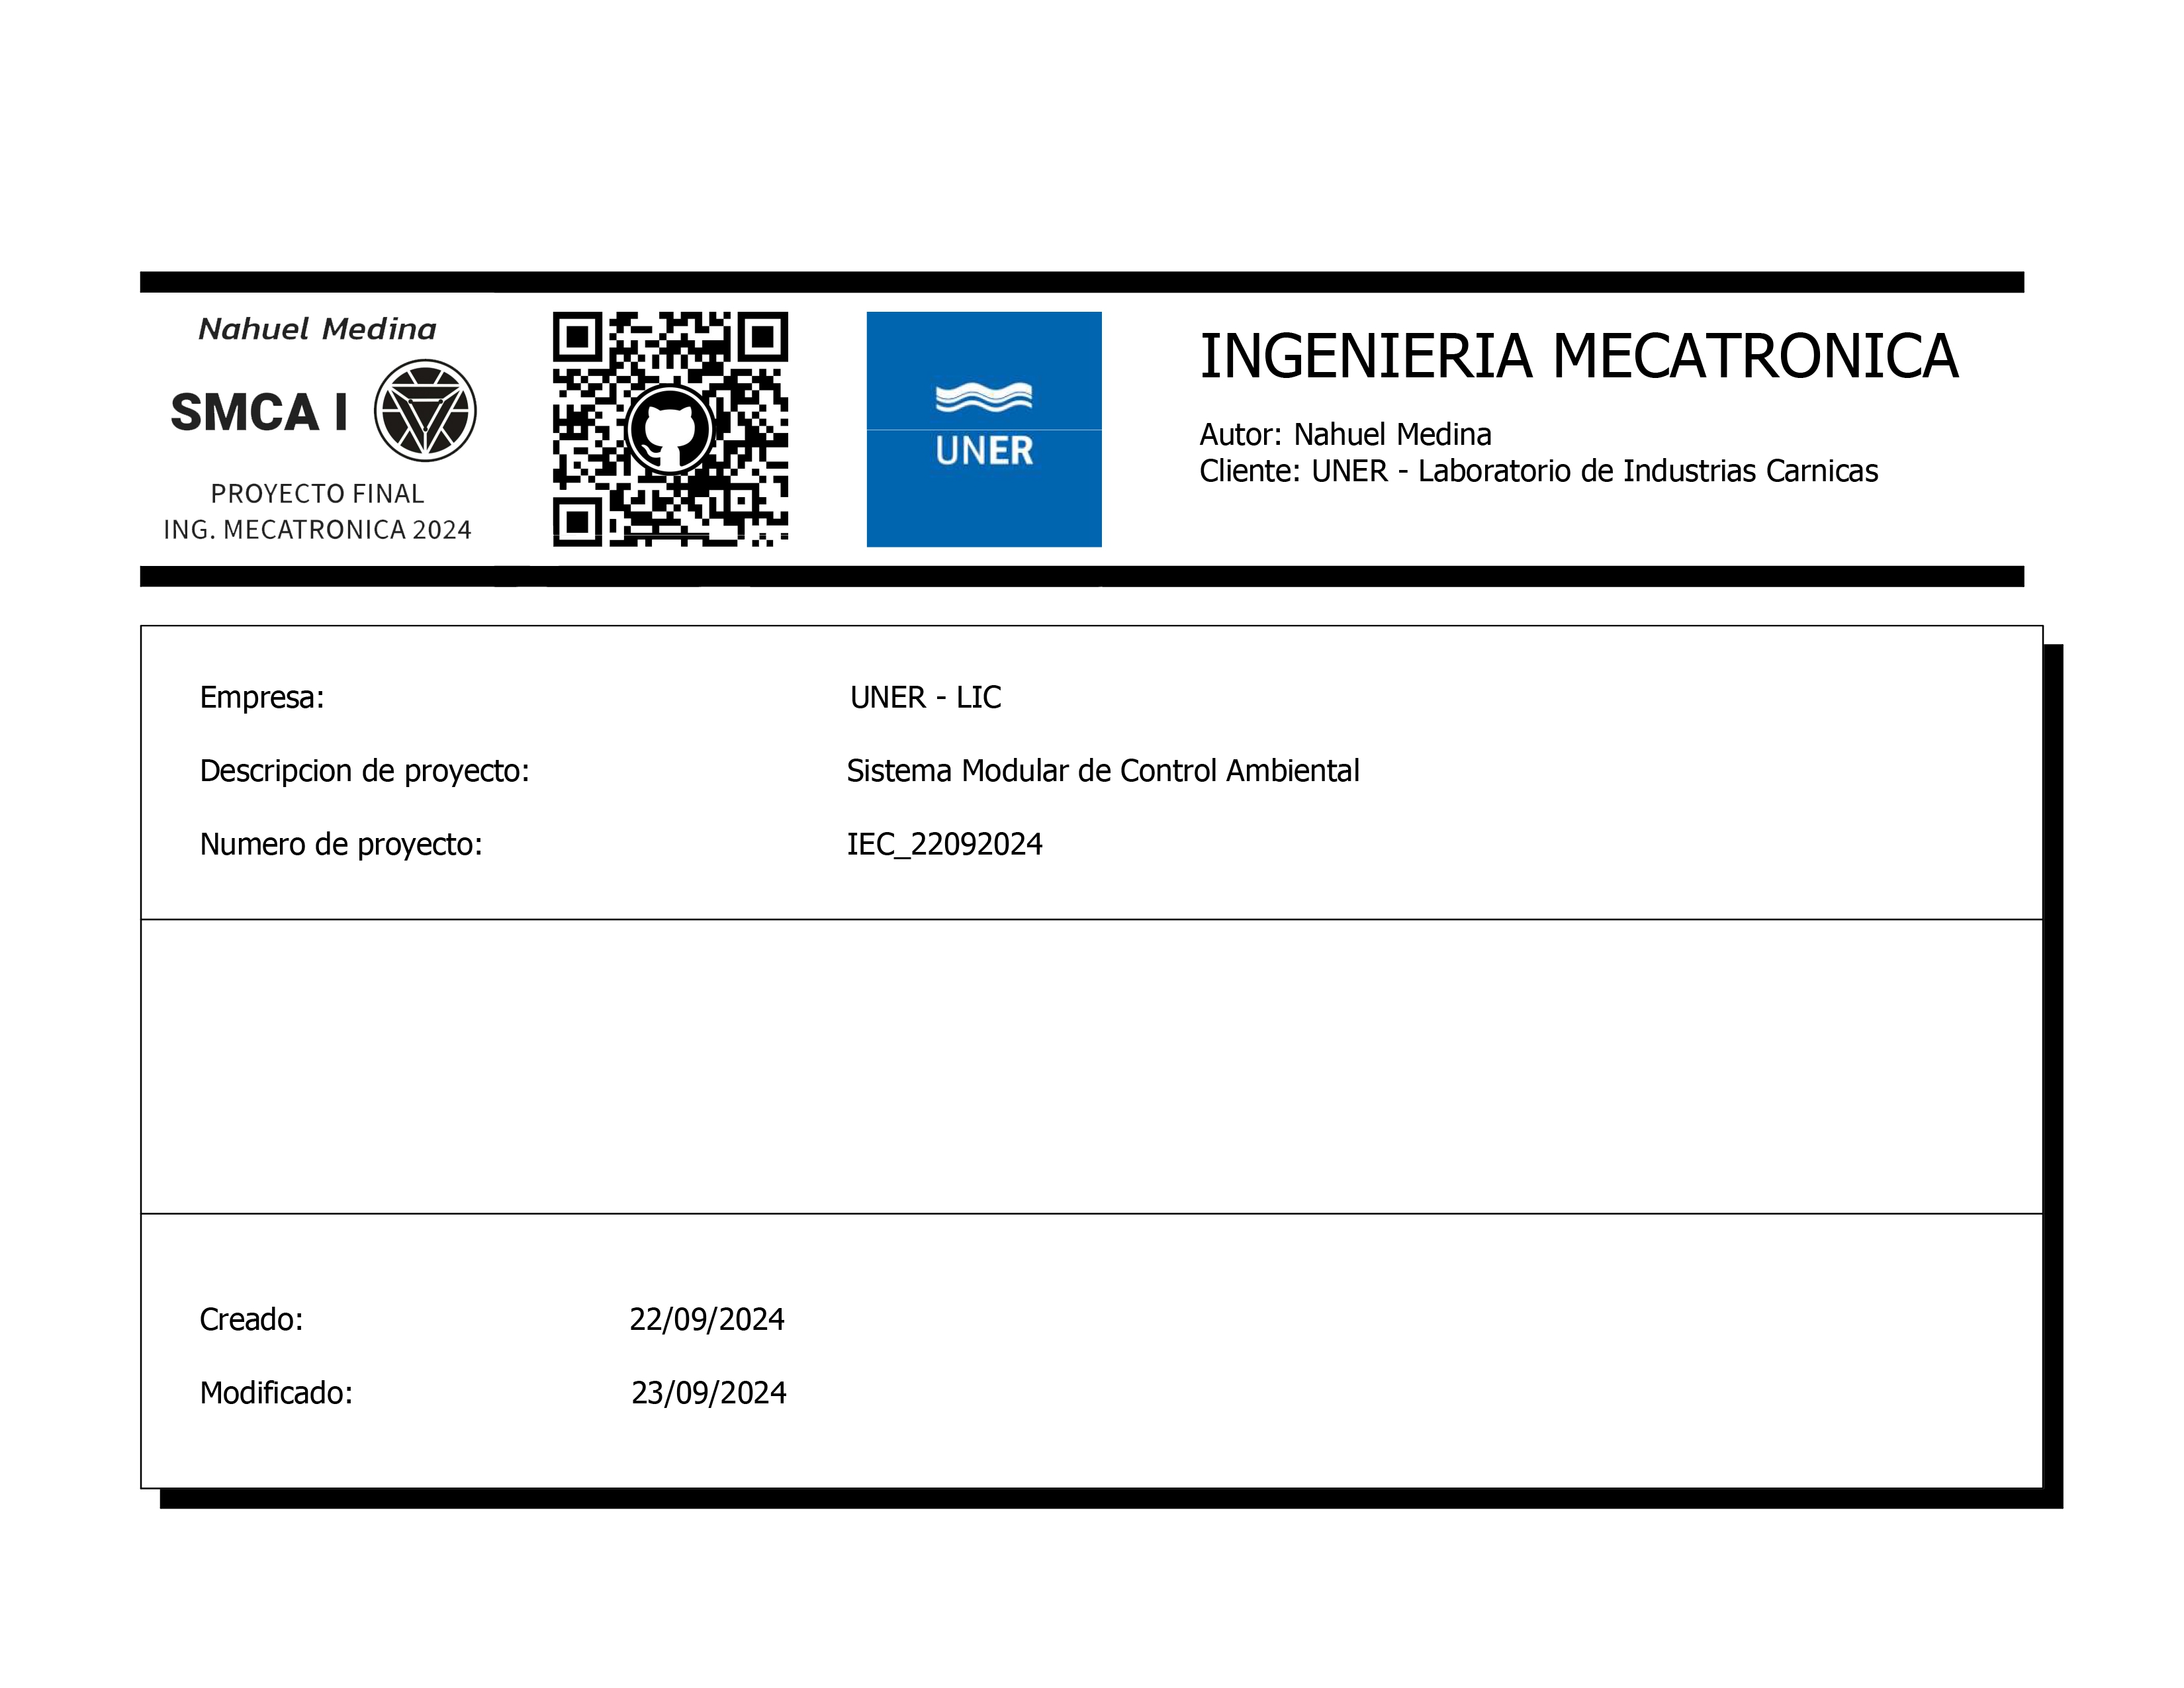 Nahuel Medina
SMCA I
PROYECTO FINAL
ING. MECATRONICA 2024
UNER
INGENIERIA MECATRONICA
Autor: Nahuel Medina
Cliente: UNER - Laboratorio de Industrias Carnicas
Empresa: UNER - LIC
Descripcion de proyecto: Sistema Modular de Control Ambiental
Numero de proyecto: IEC_22092024
Creado: 22/09/2024
Modificado: 23/09/2024